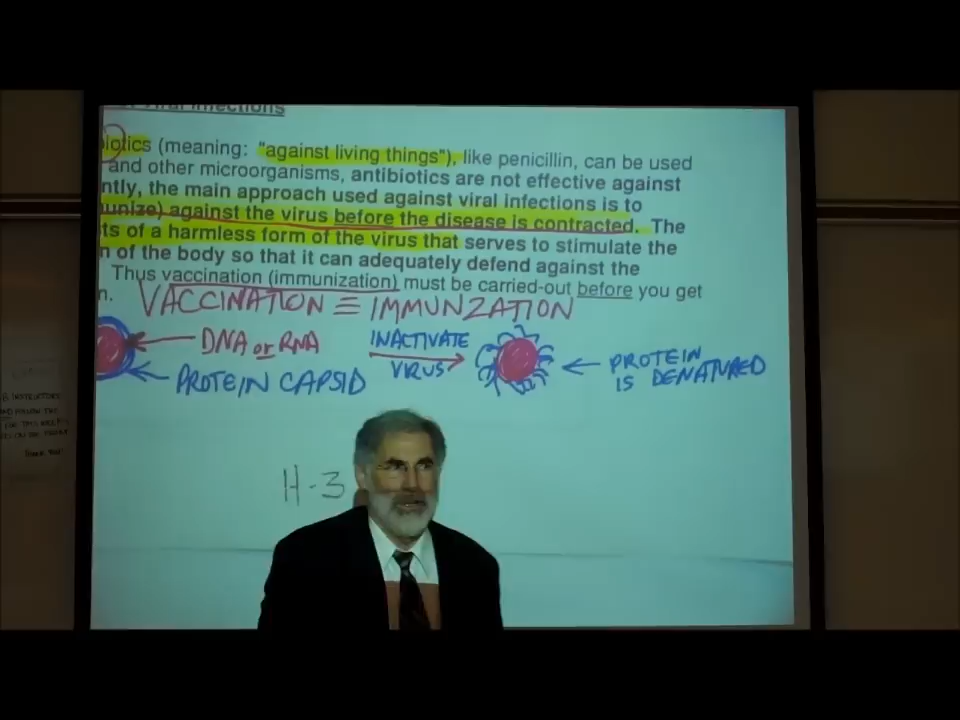 Viral Infections
iotics (meaning: "against living things"), like penicillin, can be used
and other microorganisms, antibiotics are not effective against
ntly, the main approach used against viral infections is to
unize) against the virus before the disease is contracted. The
ts of a harmless form of the virus that serves to stimulate the
n of the body so that it can adequately defend against the
Thus vaccination (immunization) must be carried-out before you get
n. VACCINATION ≡ IMMUNZATION
DNA or RNA
PROTEIN CAPSID
INACTIVATE
VIRUS
PROTEIN
IS DENATURED
H-3